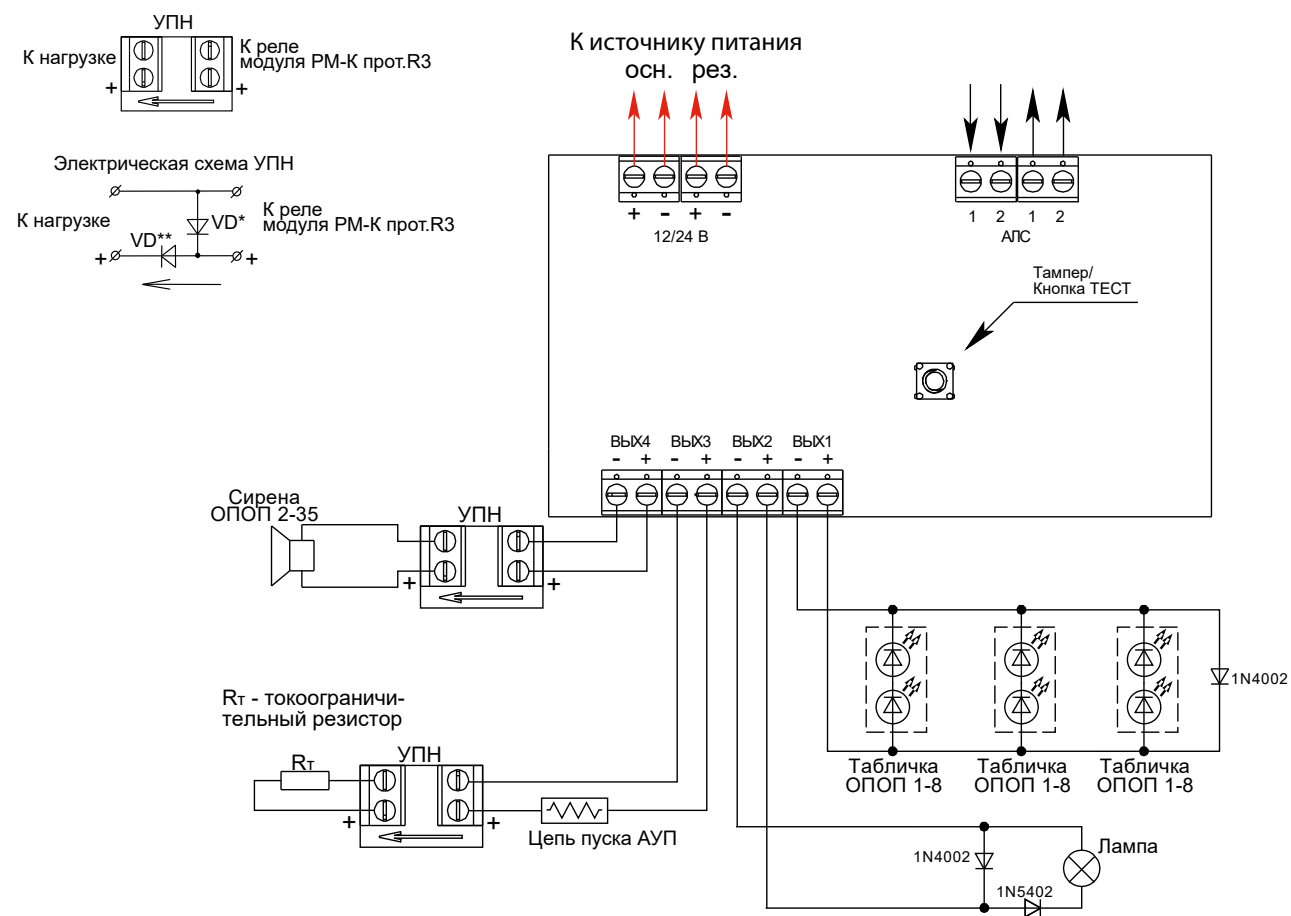 УПН
К нагрузке
К реле
модуля РМ-К прот.R3
+
+
Электрическая схема УПН
К нагрузке
VD*
VD**
К реле
модуля РМ-К прот.R3
+
+
К источнику питания
осн. рез.
+ - + -
12/24 В
1 2 1 2
АЛС
Тампер/
Кнопка ТЕСТ
ВЫХ4 ВЫХ3 ВЫХ2 ВЫХ1
- + - + - + - +
Сирена
ОПОП 2-35
УПН
+
+
Rт - токоограничи-
тельный резистор
Rт
УПН
+
+
Цепь пуска АУП
1N4002
Табличка
ОПОП 1-8
Табличка
ОПОП 1-8
Табличка
ОПОП 1-8
1N4002
1N5402
Лампа